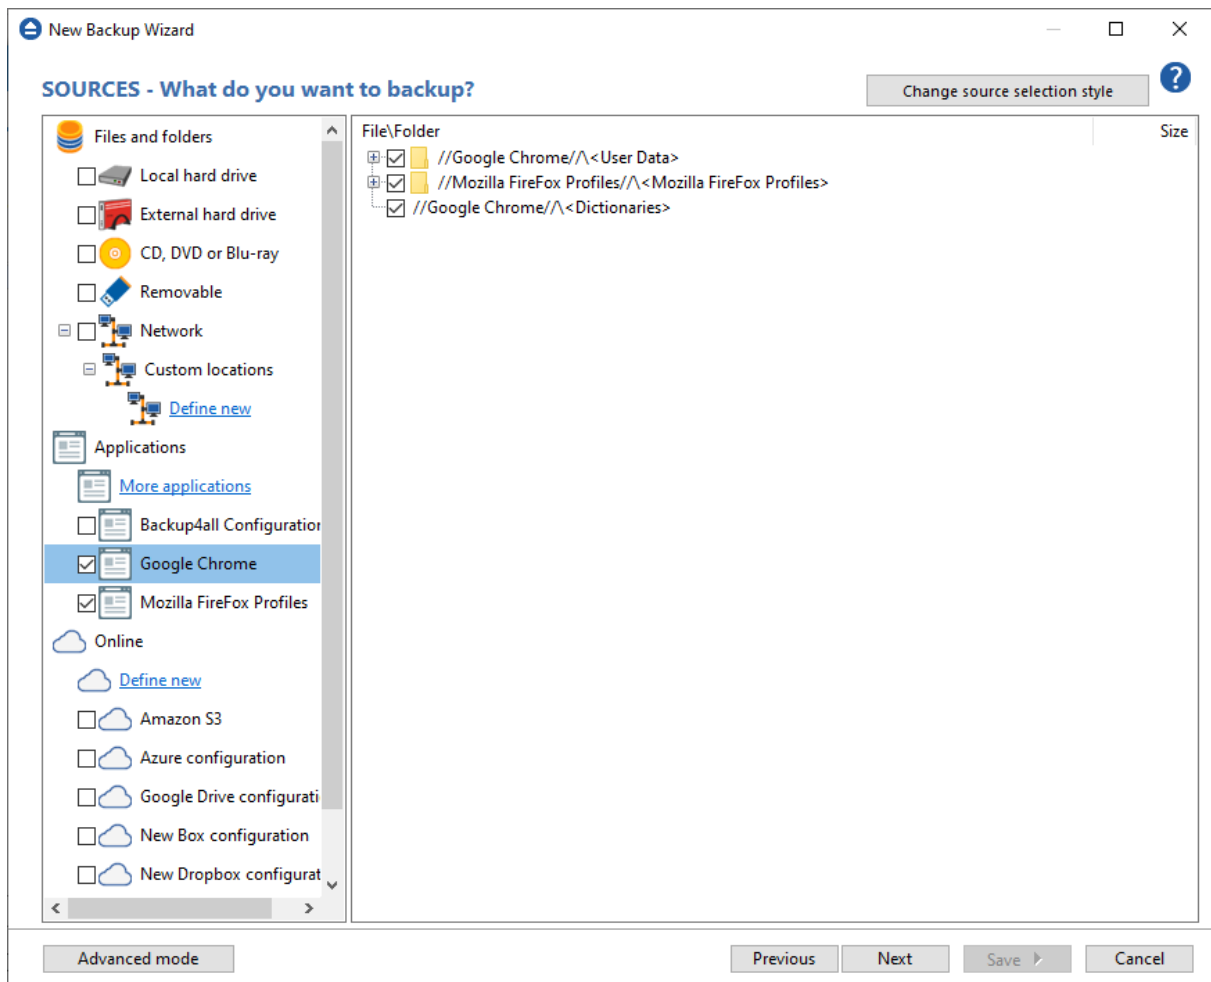 New Backup Wizard
SOURCES - What do you want to backup?
Change source selection style
?
Files and folders
Local hard drive
External hard drive
CD, DVD or Blu-ray
Removable
Network
Custom locations
Define new
Applications
More applications
Backup4all Configuration
Google Chrome
Mozilla FireFox Profiles
Online
Define new
Amazon S3
Azure configuration
Google Drive configurati
New Box configuration
New Dropbox configurat
File\Folder Size
//Google Chrome//\<User Data>
//Mozilla FireFox Profiles//\<Mozilla FireFox Profiles>
//Google Chrome//\<Dictionaries>
Advanced mode
Previous
Next
Save
Cancel